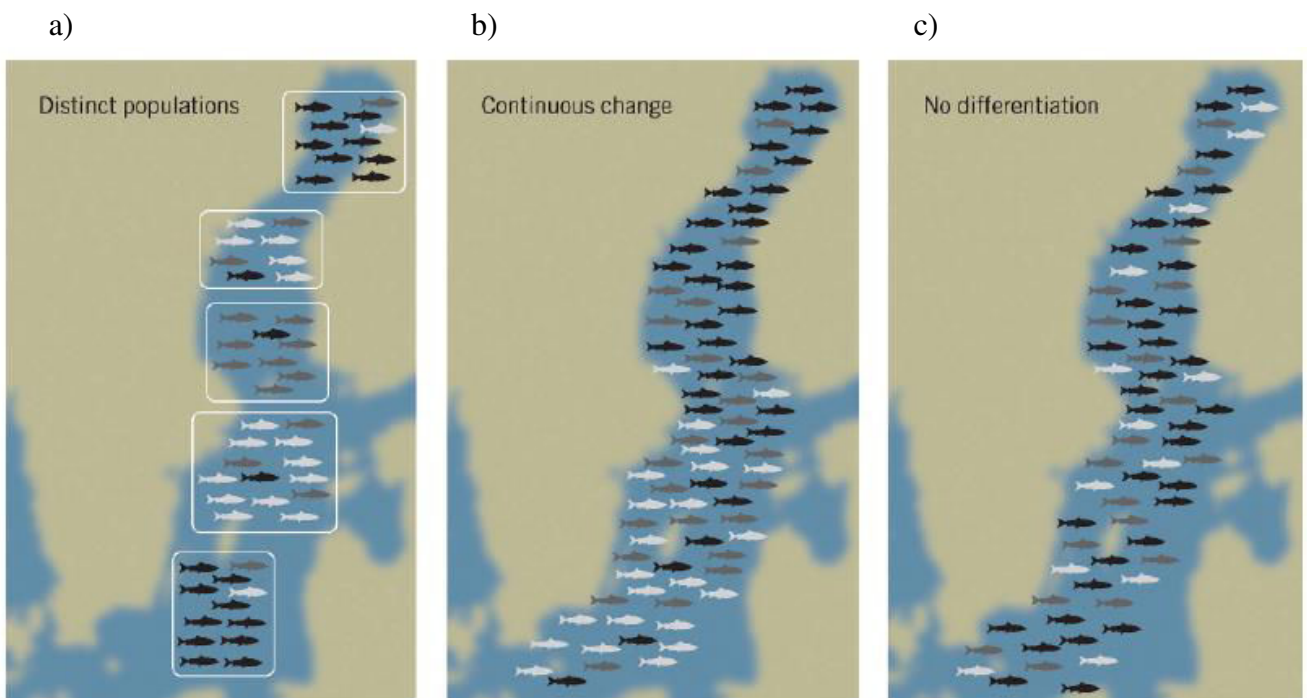 a)
b)
c)
Distinct populations
Continuous change
No differentiation